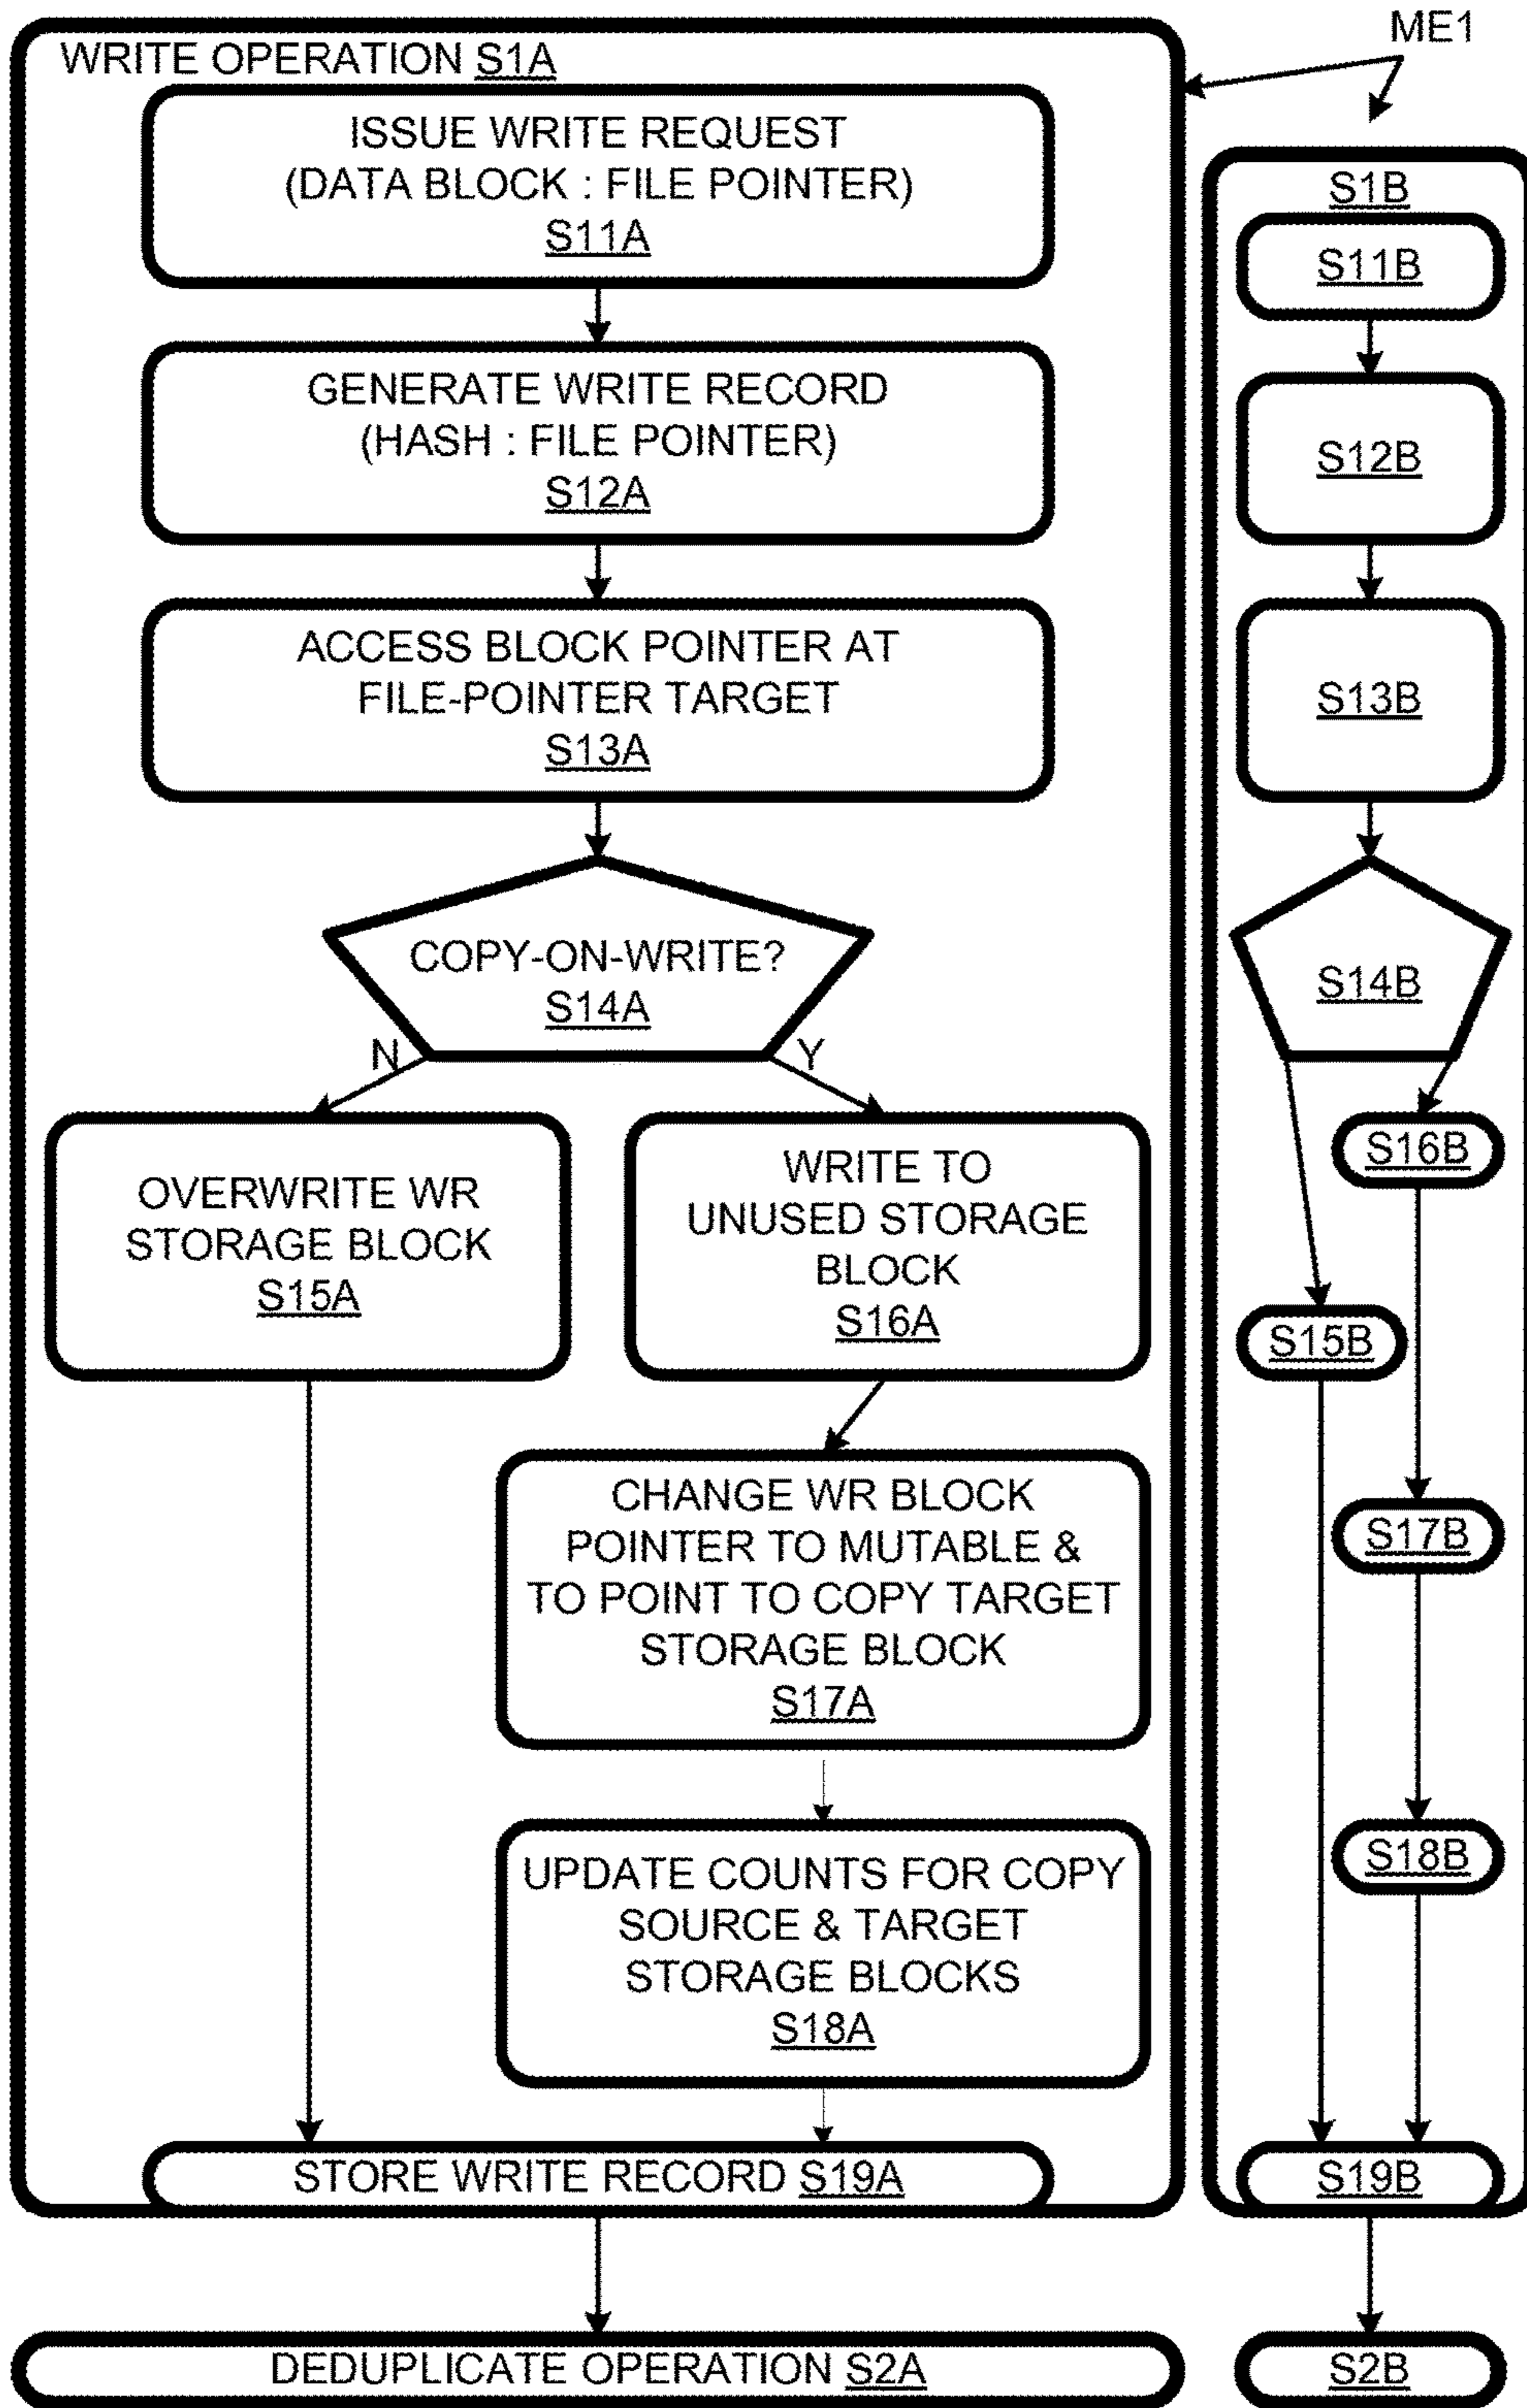 ME1
WRITE OPERATION S1A
ISSUE WRITE REQUEST
(DATA BLOCK : FILE POINTER)
S11A
GENERATE WRITE RECORD
(HASH : FILE POINTER)
S12A
ACCESS BLOCK POINTER AT
FILE-POINTER TARGET
S13A
COPY-ON-WRITE?
S14A
N
Y
OVERWRITE WR
STORAGE BLOCK
S15A
WRITE TO
UNUSED STORAGE
BLOCK
S16A
CHANGE WR BLOCK
POINTER TO MUTABLE &
TO POINT TO COPY TARGET
STORAGE BLOCK
S17A
UPDATE COUNTS FOR COPY
SOURCE & TARGET
STORAGE BLOCKS
S18A
STORE WRITE RECORD S19A
DEDUPLICATE OPERATION S2A
S1B
S11B
S12B
S13B
S14B
S16B
S15B
S17B
S18B
S19B
S2B